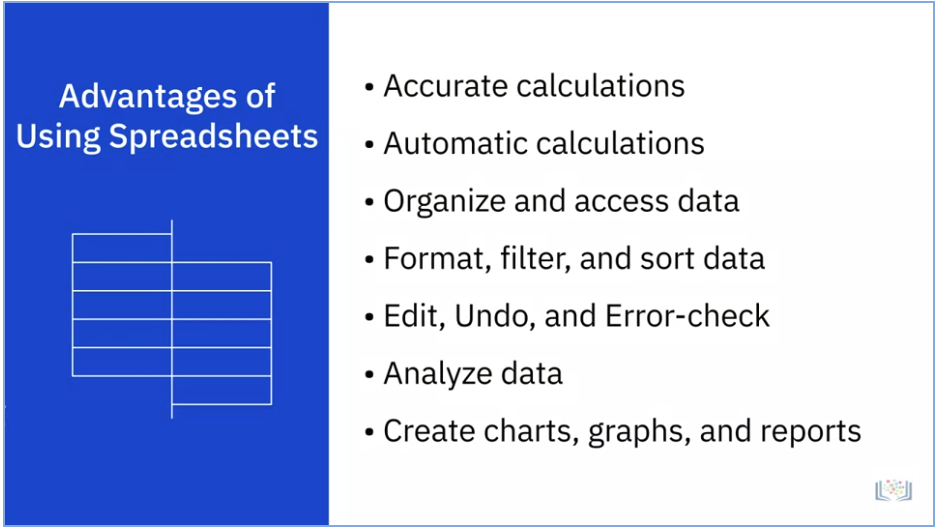 Advantages of
Using Spreadsheets
• Accurate calculations
• Automatic calculations
• Organize and access data
• Format, filter, and sort data
• Edit, Undo, and Error-check
• Analyze data
• Create charts, graphs, and reports